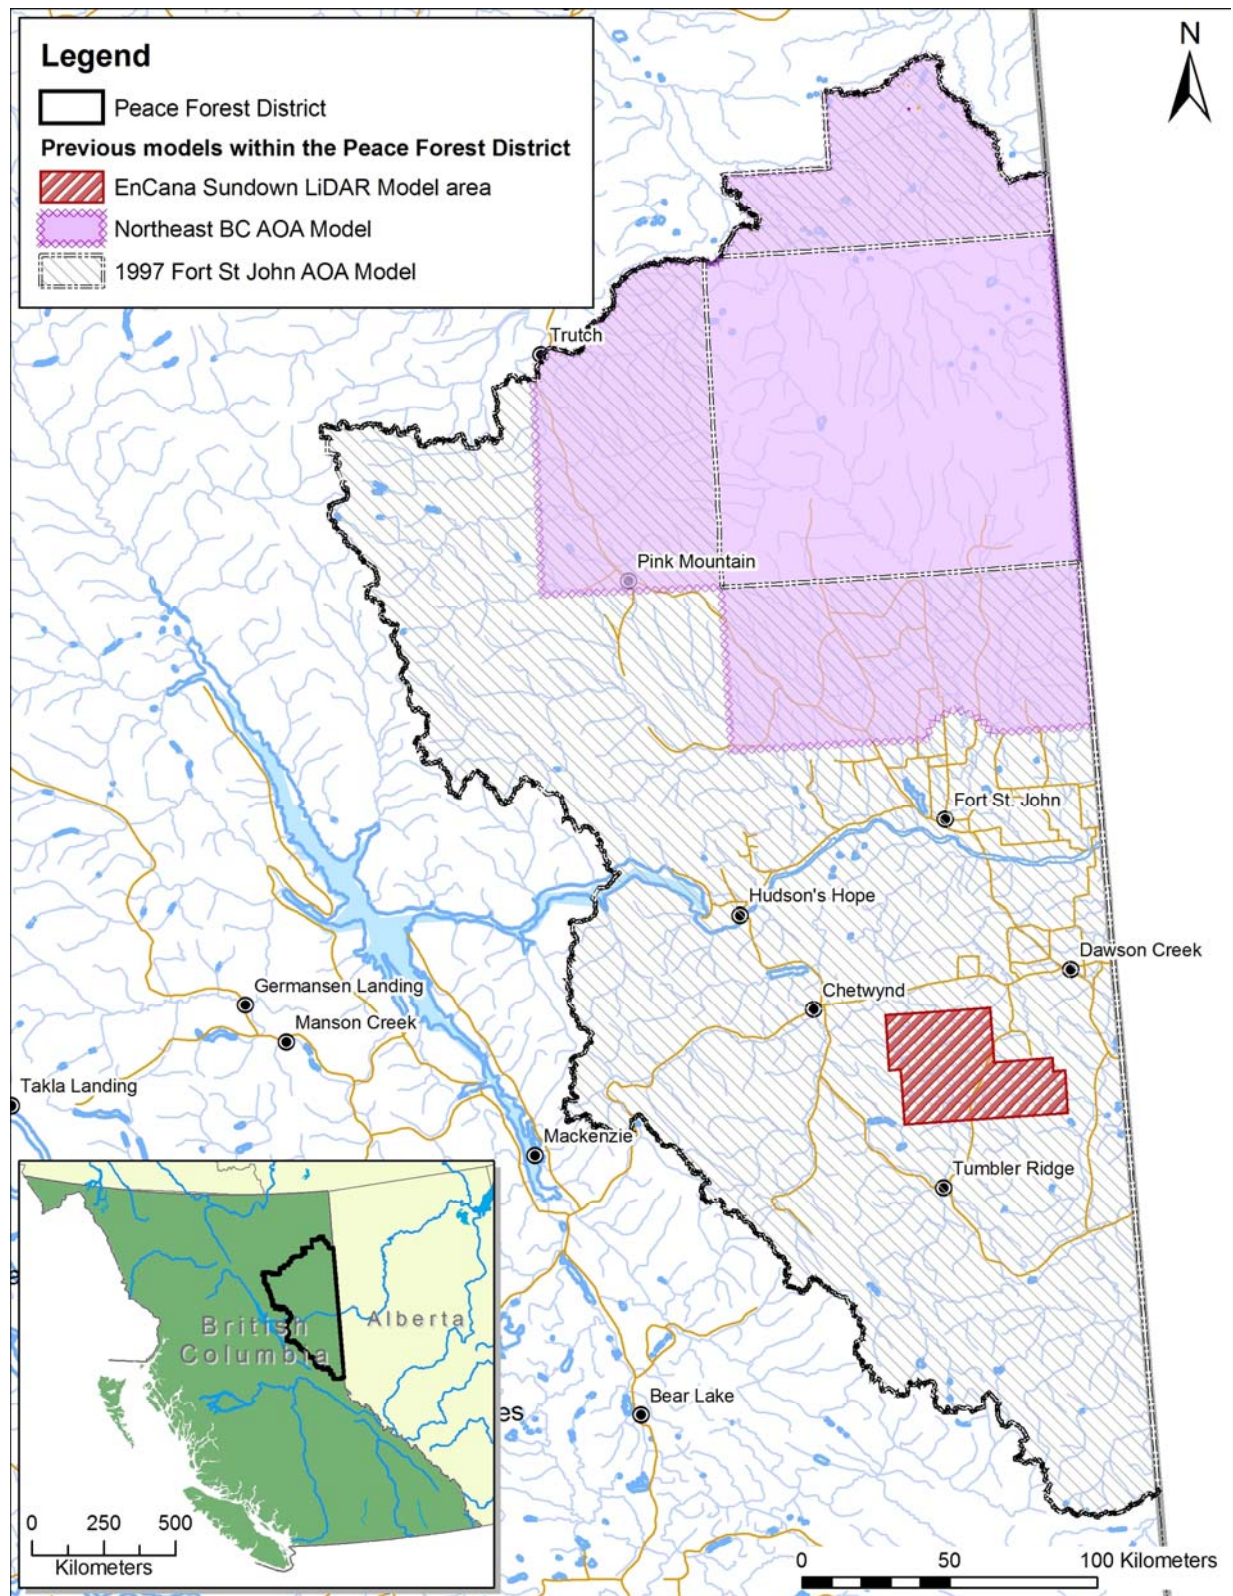 Legend
Peace Forest District
Previous models within the Peace Forest District
EnCana Sundown LiDAR Model area
Northeast BC AOA Model
1997 Fort St John AOA Model
N
Trutch
Pink Mountain
Fort St. John
Hudson's Hope
Dawson Creek
Chetwynd
Germansen Landing
Manson Creek
Takla Landing
Mackenzie
Tumbler Ridge
Bear Lake
es
British
Columbia
Alberta
0 250 500
Kilometers
0 50 100 Kilometers